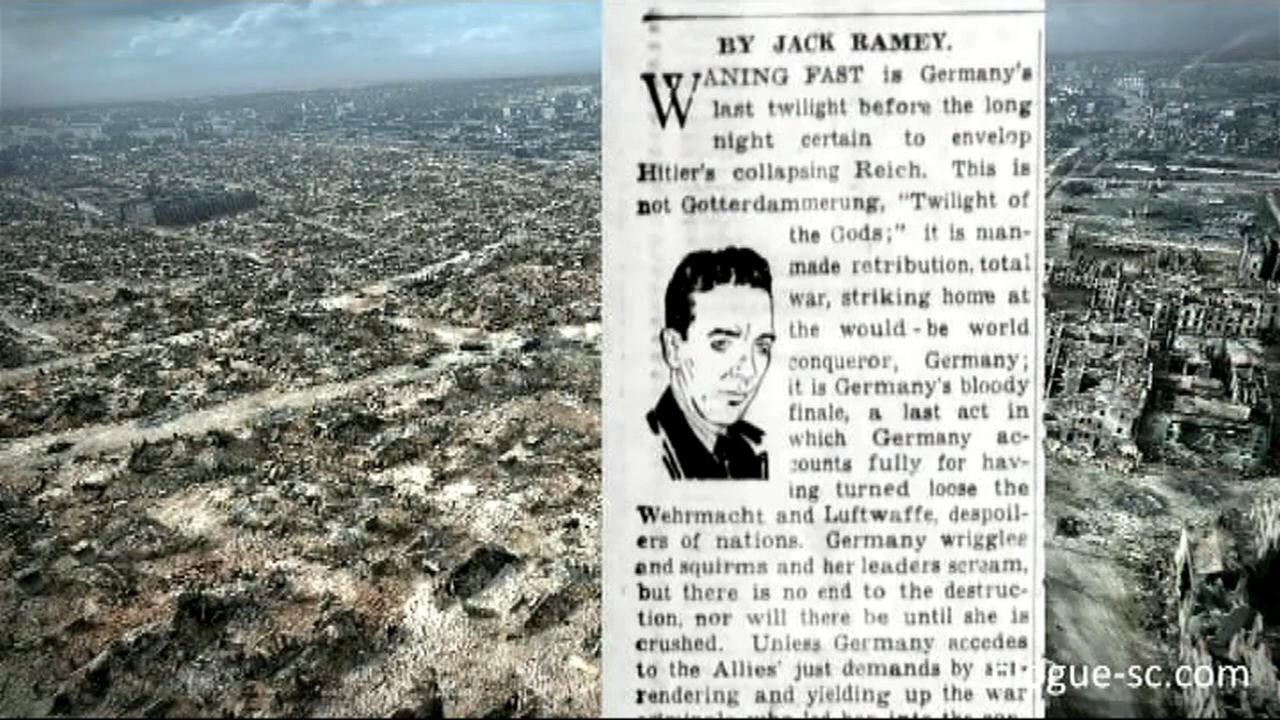 BY JACK RAMEY.
WANING FAST is Germany's
last twilight before the long
night certain to envelop
Hitler's collapsing Reich. This is
not Gotterdammerung, "Twilight of
the Gods;" it is man-
made retribution, total
war, striking home at
the would-be world
conqueror, Germany;
it is Germany's bloody
finale, a last act in
which Germany ac-
counts fully for hav-
ing turned loose the
Wehrmacht and Luftwaffe, despoil-
ers of nations. Germany wriggles
and squirms and her leaders scream,
but there is no end to the destruc-
tion, nor will there be until she is
crushed. Unless Germany accedes
to the Allies' just demands by sur-
rendering and yielding up the war
ogue-sc.com